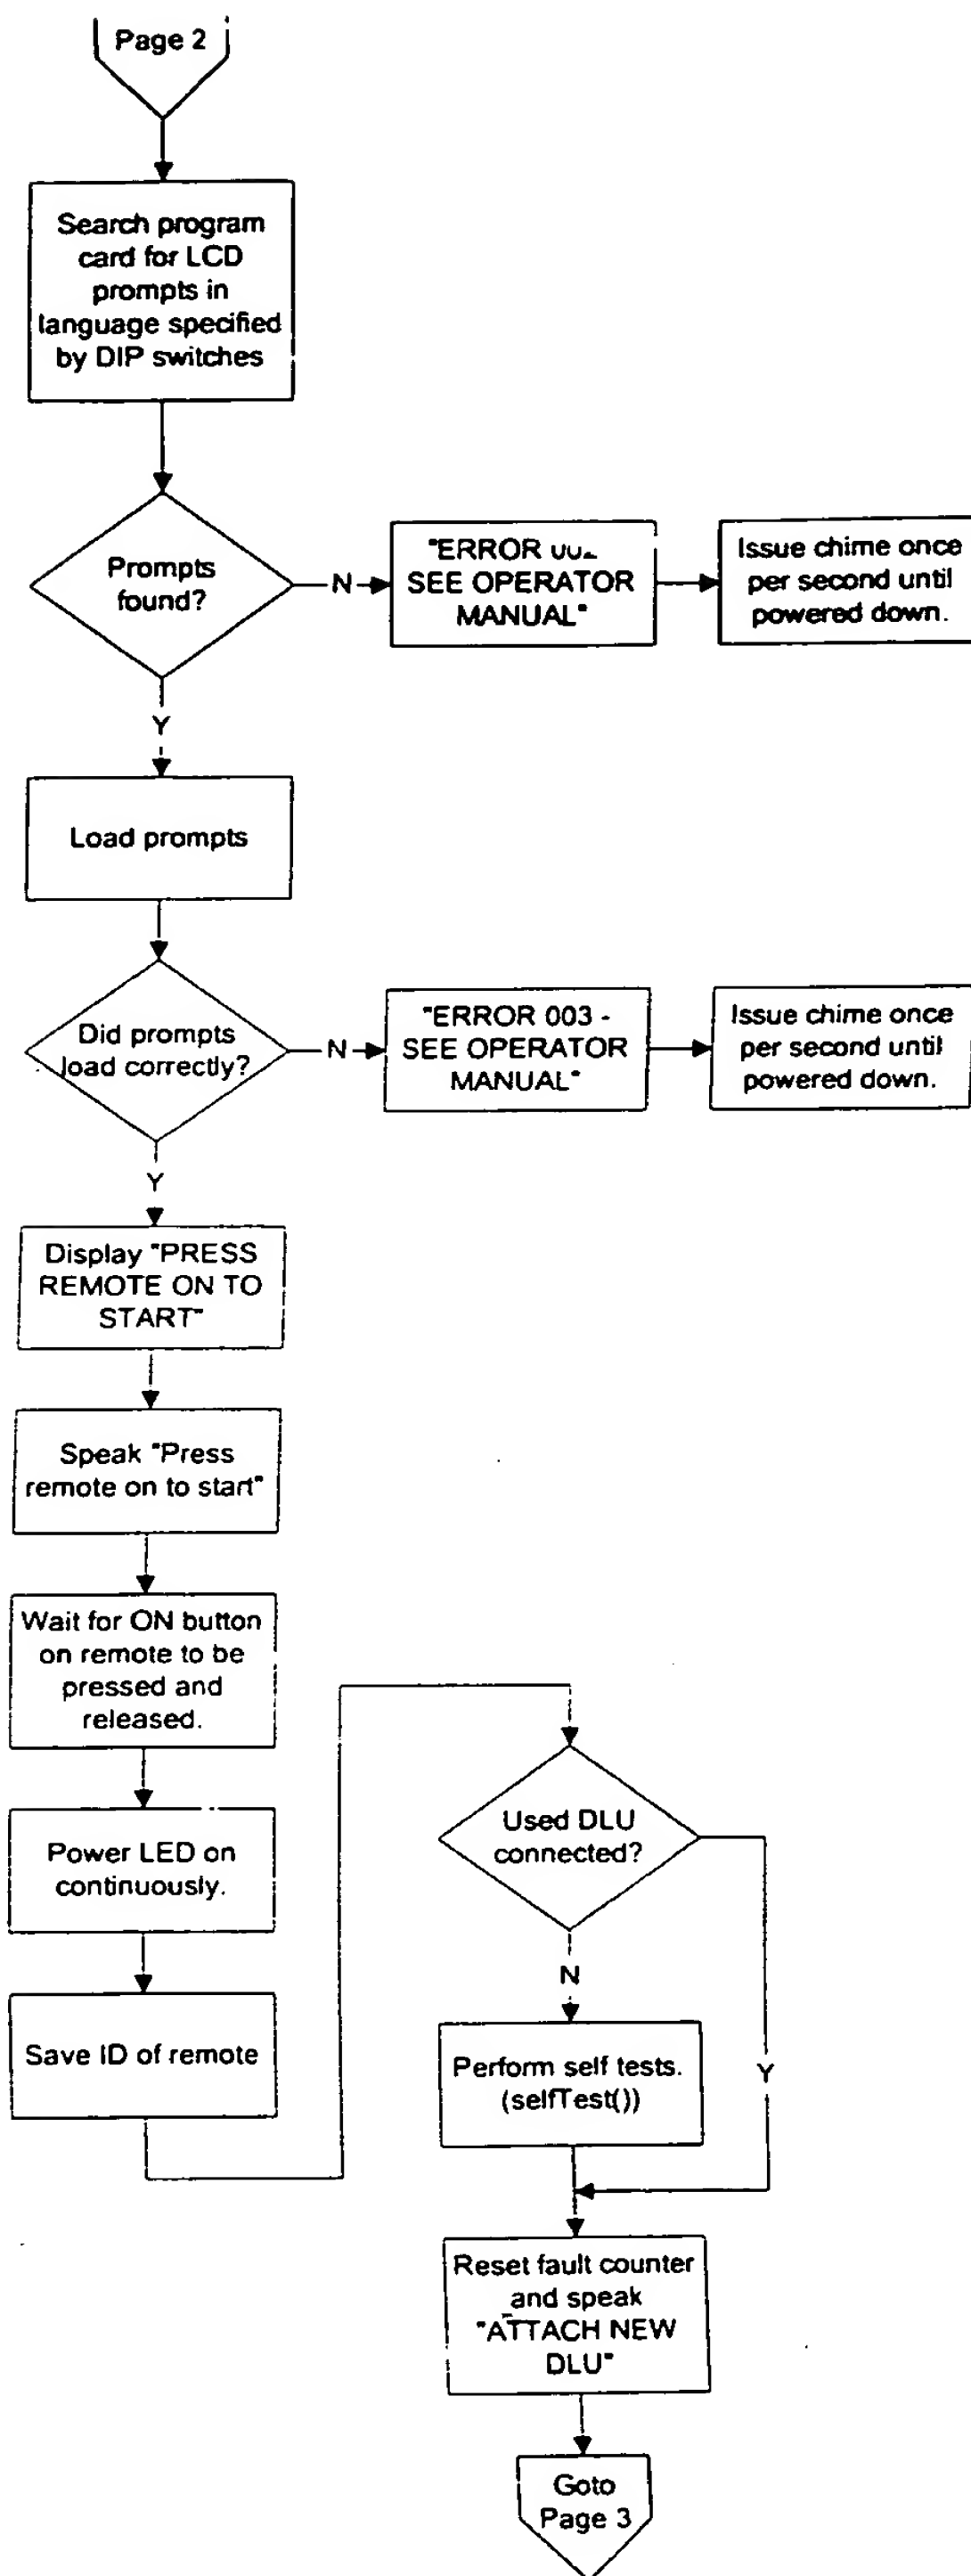 Page 2
Search program
card for LCD
prompts in
language specified
by DIP switches
Prompts
found?
N
"ERROR
SEE OPERATOR
MANUAL"
Issue chime once
per second until
powered down.
Y
Load prompts
Did prompts
load correctly?
N
"ERROR 003 -
SEE OPERATOR
MANUAL"
Issue chime once
per second until
powered down.
Y
Display "PRESS
REMOTE ON TO
START"
Speak "Press
remote on to start"
Wait for ON button
on remote to be
pressed and
released.
Power LED on
continuously.
Save ID of remote
Used DLU
connected?
N
Y
Perform self tests.
(selfTest())
Reset fault counter
and speak
"ATTACH NEW
DLU"
Goto
Page 3